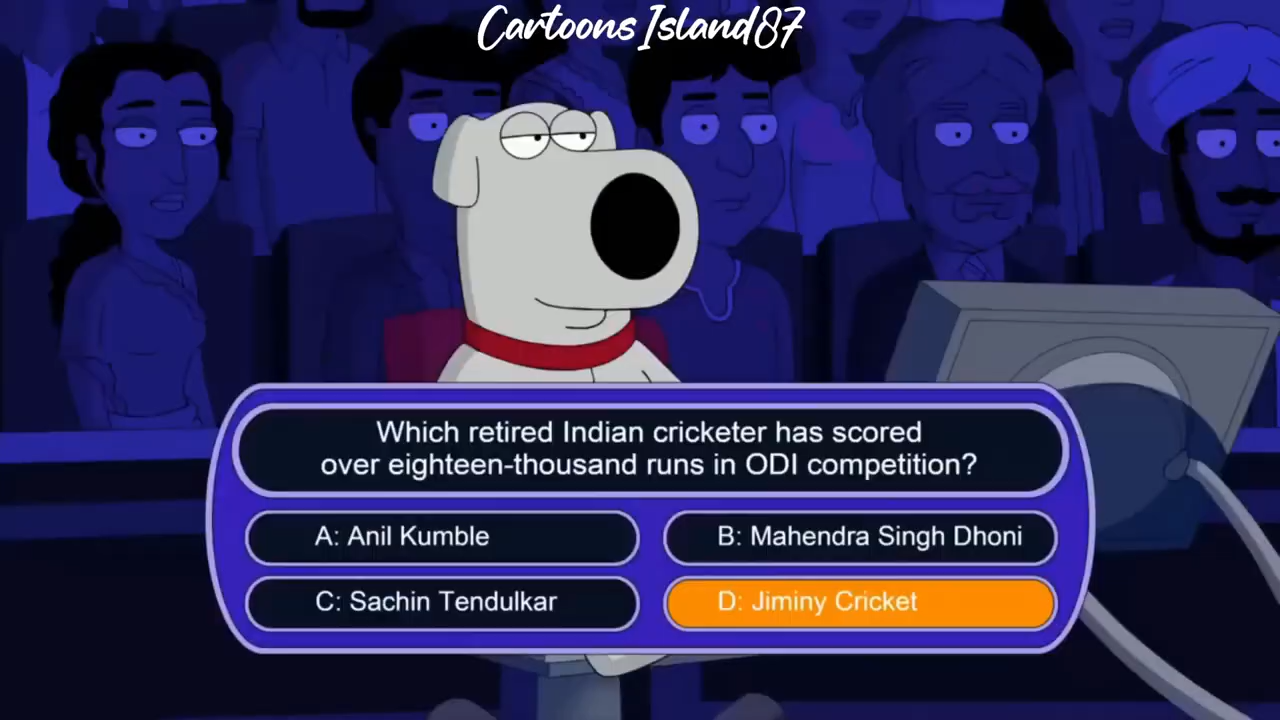 Cartoons Island87
Which retired Indian cricketer has scored
over eighteen-thousand runs in ODI competition?
A: Anil Kumble
B: Mahendra Singh Dhoni
C: Sachin Tendulkar
D: Jiminy Cricket